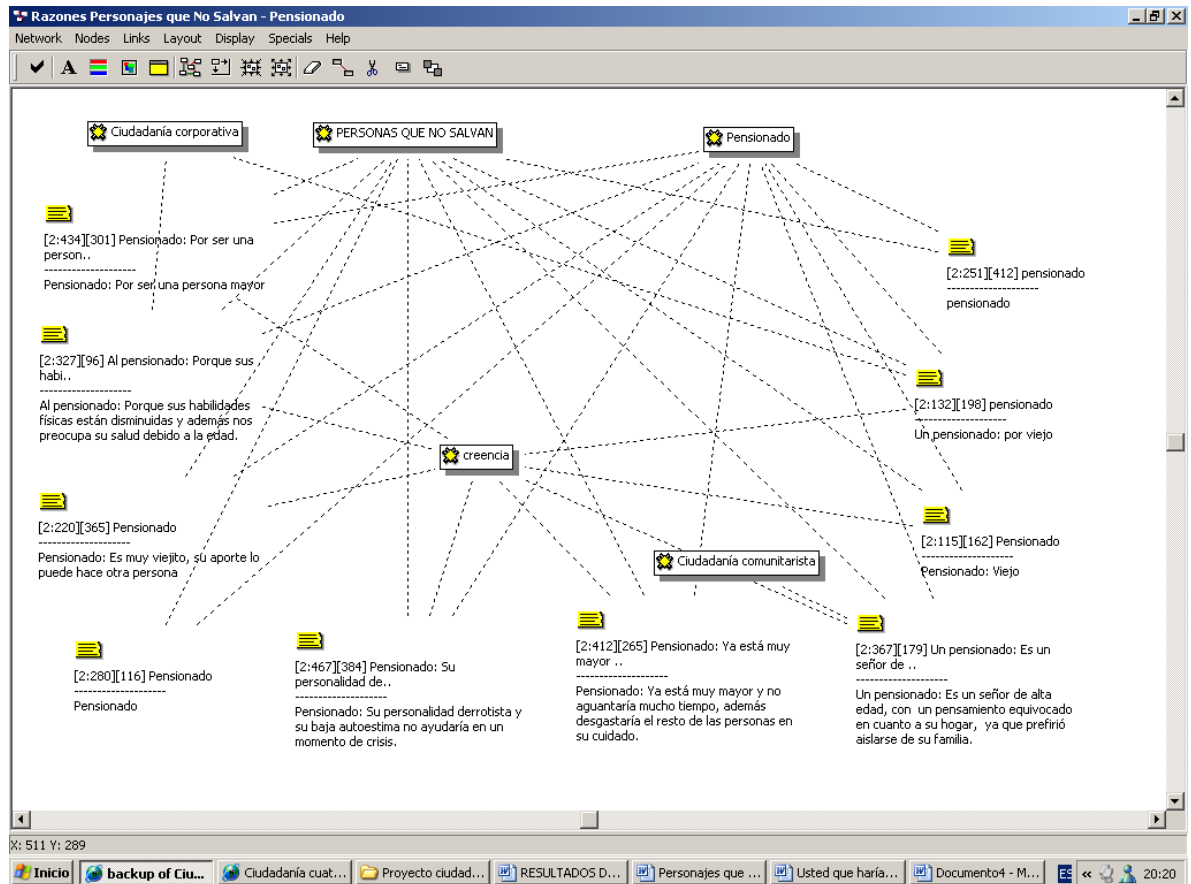 Razones Personajes que No Salvan - Pensionado
Network Nodes Links Layout Display Specials Help
A
Ciudadanía corporativa
PERSONAS QUE NO SALVAN
Pensionado
[2:434][301] Pensionado: Por ser una
person..
--------------------
Pensionado: Por ser una persona mayor
[2:251][412] pensionado
--------------------
pensionado
[2:327][96] Al pensionado: Porque sus
habi..
--------------------
Al pensionado: Porque sus habilidades
físicas están disminuidas y además nos
preocupa su salud debido a la edad.
[2:132][198] pensionado
--------------------
Un pensionado: por viejo
creencia
[2:220][365] Pensionado
--------------------
Pensionado: Es muy viejito, su aporte lo
puede hace otra persona
[2:115][162] Pensionado
--------------------
Pensionado: Viejo
Ciudadanía comunitarista
[2:280][116] Pensionado
--------------------
Pensionado
[2:467][384] Pensionado: Su
personalidad de..
--------------------
Pensionado: Su personalidad derrotista y
su baja autoestima no ayudaría en un
momento de crisis.
[2:412][265] Pensionado: Ya está muy
mayor ..
--------------------
Pensionado: Ya está muy mayor y no
aguantaría mucho tiempo, además
desgastaría el resto de las personas en
su cuidado.
[2:367][179] Un pensionado: Es un
señor de ..
--------------------
Un pensionado: Es un señor de alta
edad, con un pensamiento equivocado
en cuanto a su hogar, ya que prefirió
aislarse de su familia.
X: 511 Y: 289
Inicio
backup of Ciu...
Ciudadanía cuat...
Proyecto ciudad...
RESULTADOS D...
Personajes que ...
Usted que haría...
Documento4 - M...
ES
«
20:20